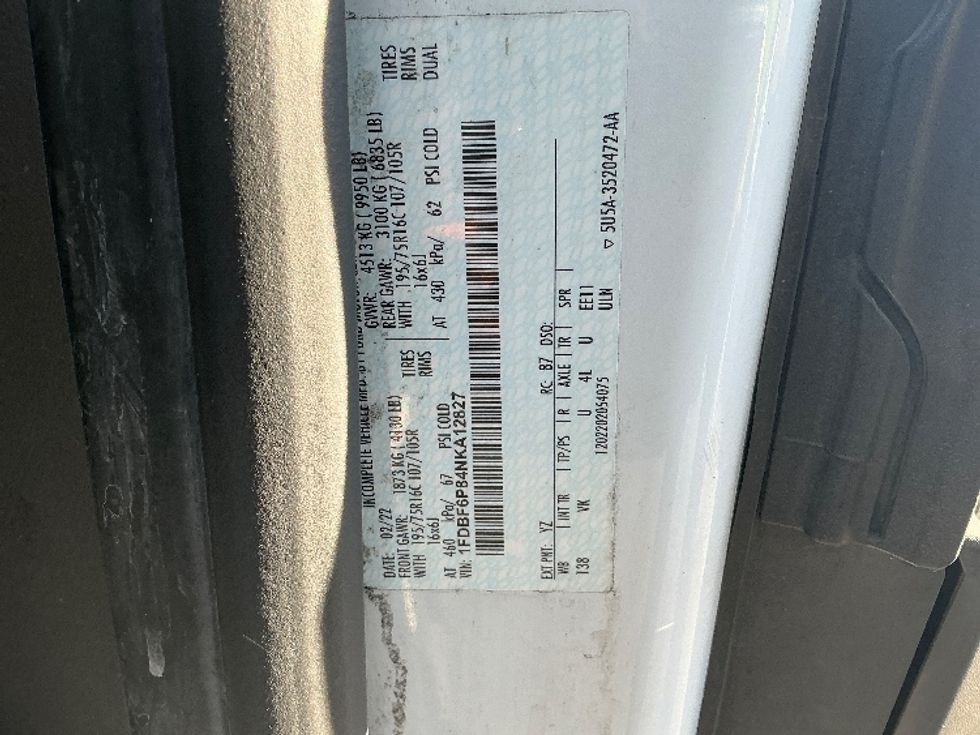 INCOMPLETE VEHICLE MFD. BY FORD MOTOR
DATE: 02/22 GVWR: 4513 KG ( 9950 LB)
FRONT GAWR: 1873 KG ( 4130 LB) REAR GAWR: 3100 KG ( 6835 LB)
WITH 195/75R16C 107/105R TIRES WITH 195/75R16C 107/105R TIRES
16x6J RIMS 16x6J RIMS
AT 460 kPa/ 67 PSI COLD AT 430 kPa/ 62 PSI COLD DUAL
VIN: 1FDBF6P84NKA12827
EXT PNT: YZ RC: B7 DSO:
WB INT TR TP/PS R AXLE TR SPR
138 VK U 4L U EE11
1202202054075 ULN
▽ 5U5A-3520472-AA